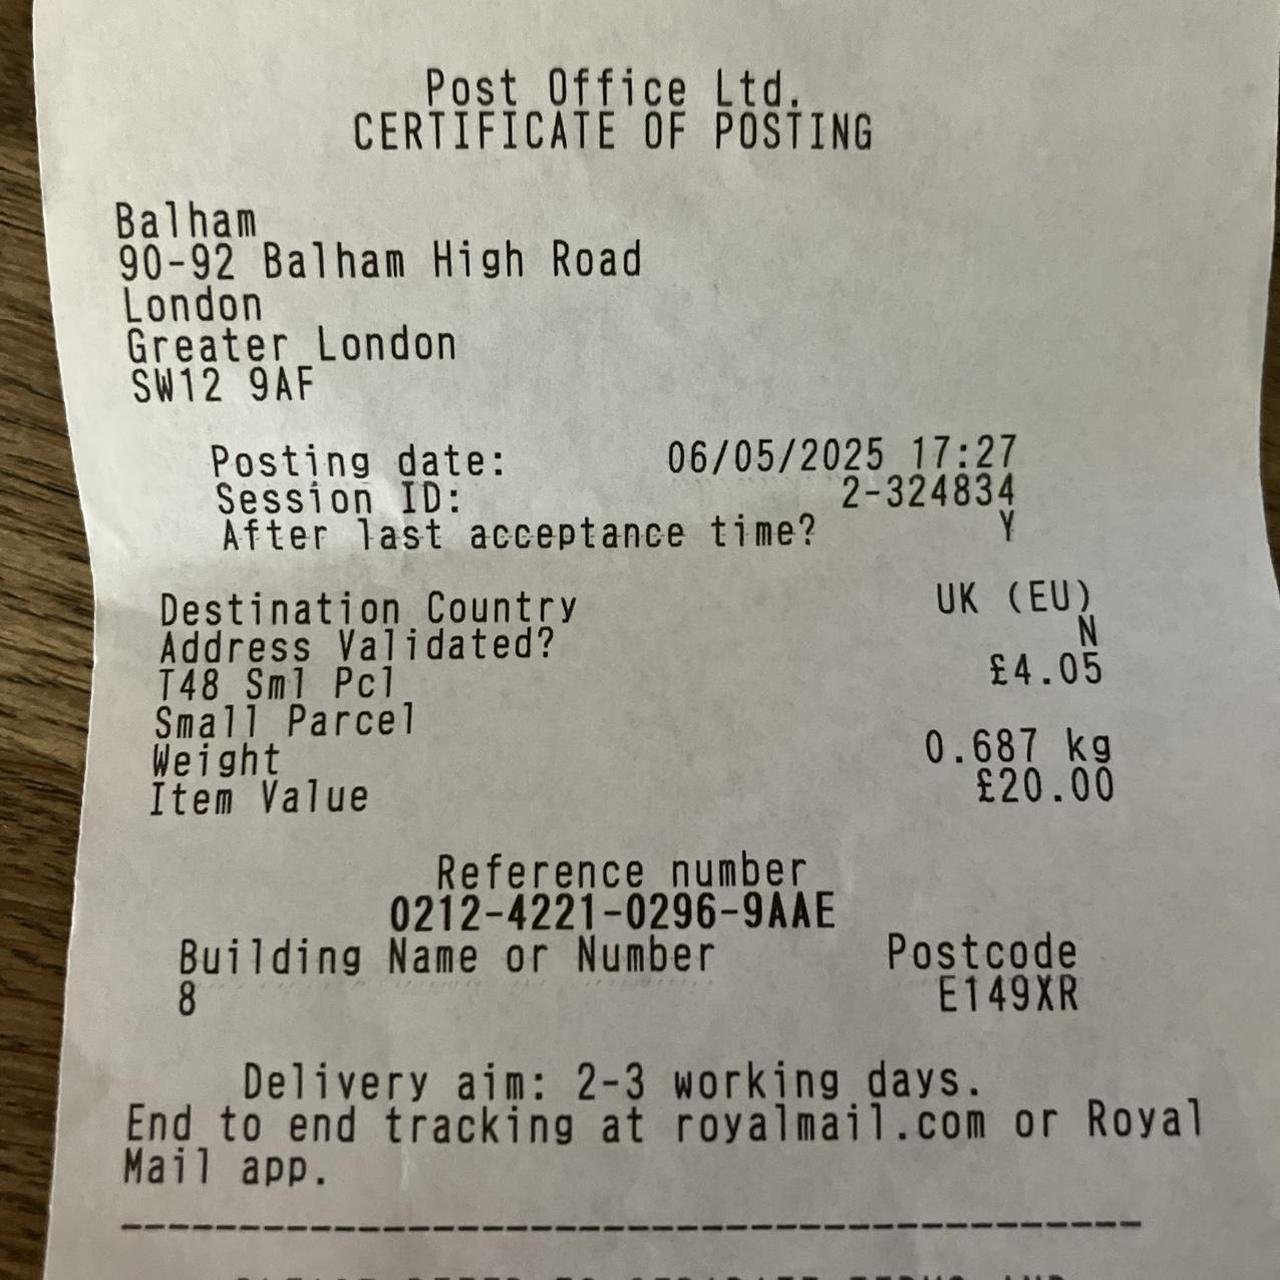 Post Office Ltd.
CERTIFICATE OF POSTING
Balham
90-92 Balham High Road
London
Greater London
SW12 9AF
Posting date: 06/05/2025 17:27
Session ID: 2-324834
After last acceptance time? Y
Destination Country UK (EU)
Address Validated? N
T48 Sml Pcl £4.05
Small Parcel
Weight 0.687 kg
Item Value £20.00
Reference number
0212-4221-0296-9AAE
Building Name or Number Postcode
8 E149XR
Delivery aim: 2-3 working days.
End to end tracking at royalmail.com or Royal
Mail app.